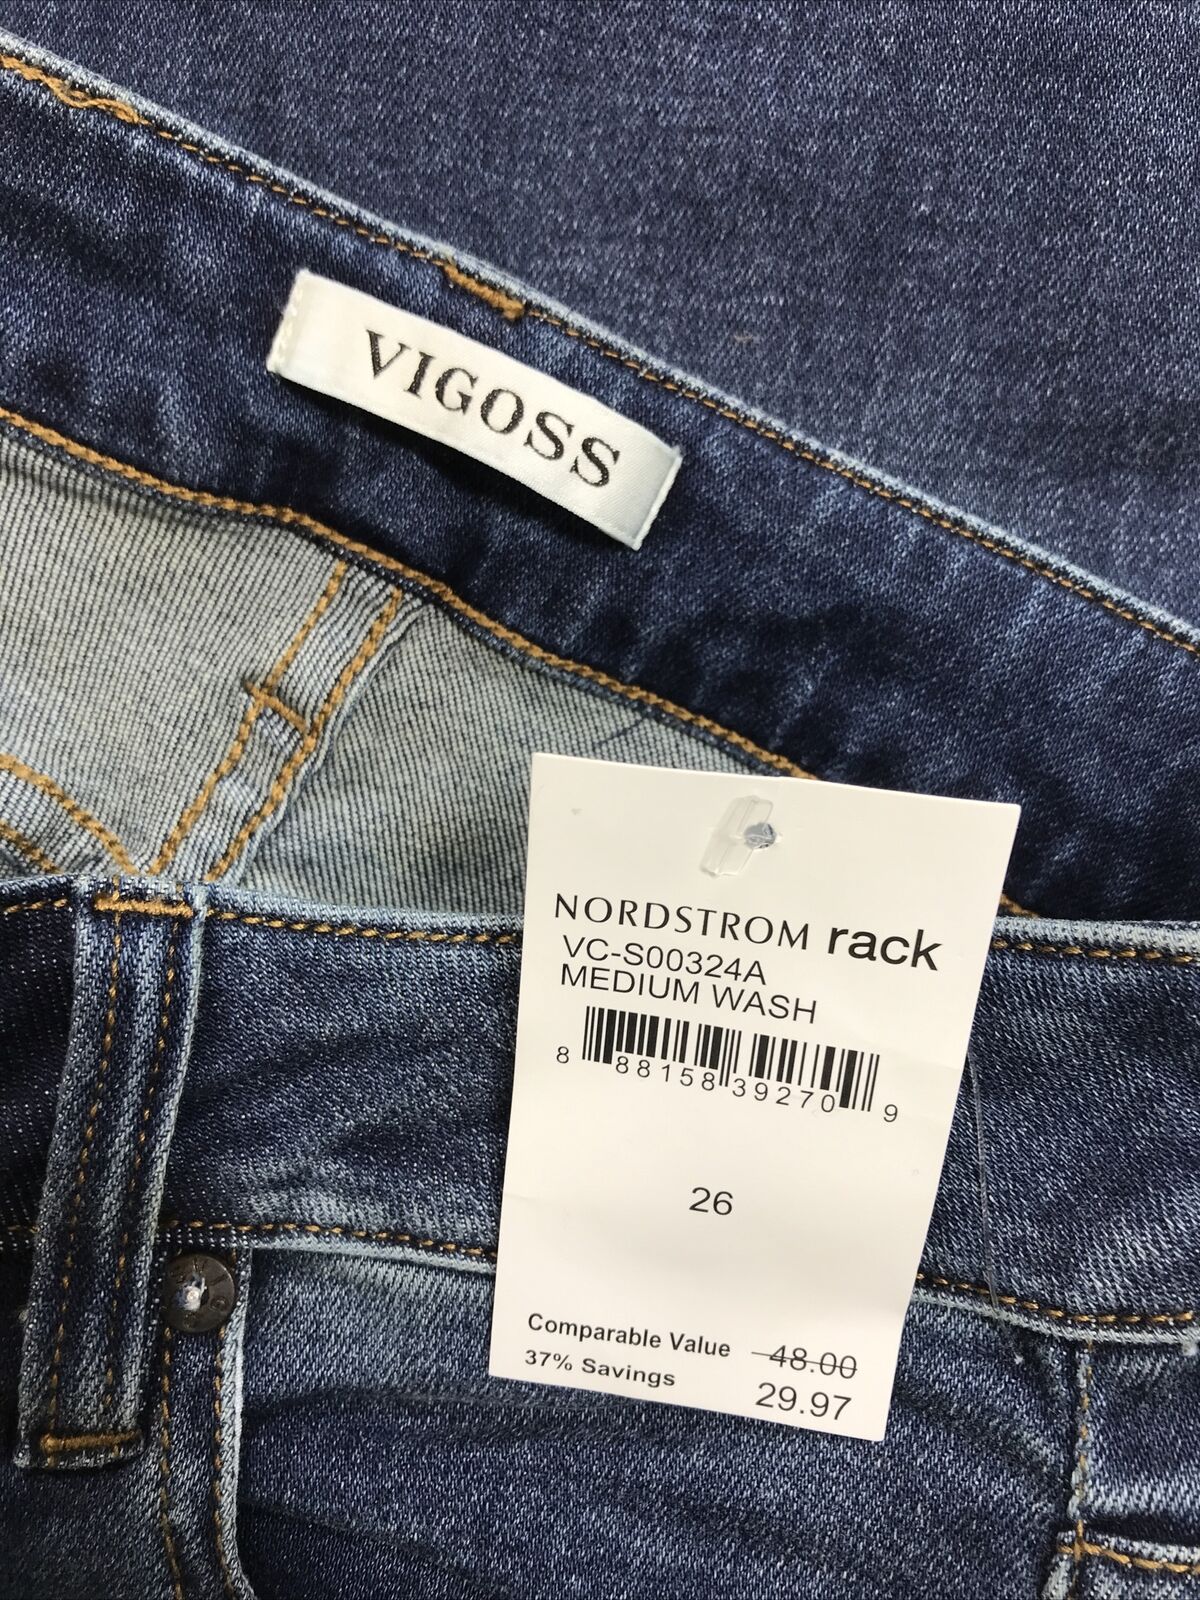 VIGOSS
NORDSTROM rack
VC-S00324A
MEDIUM WASH
8 88158 39270 9
26
Comparable Value 48.00
37% Savings 29.97